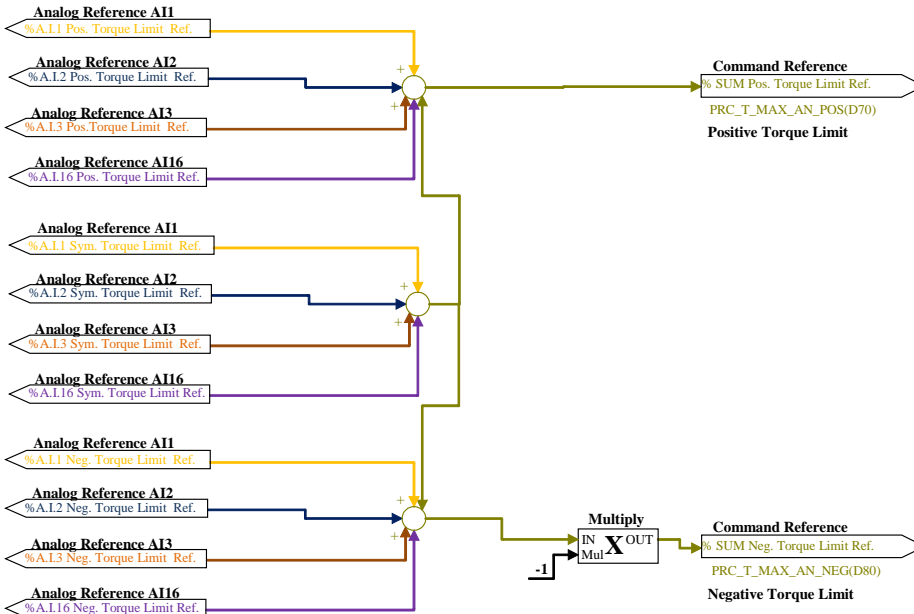 Analog Reference AI1
%A.I.1 Pos. Torque Limit Ref.
Analog Reference AI2
%A.I.2 Pos. Torque Limit Ref.
Analog Reference AI3
%A.I.3 Pos.Torque Limit Ref.
Analog Reference AI16
%A.I.16 Pos. Torque Limit Ref.
+
+
Command Reference
% SUM Pos. Torque Limit Ref.
PRC_T_MAX_AN_POS(D70)
Positive Torque Limit
Analog Reference AI1
%A.I.1 Sym. Torque Limit Ref.
Analog Reference AI2
%A.I.2 Sym. Torque Limit Ref.
Analog Reference AI3
%A.I.3 Sym. Torque Limit Ref.
Analog Reference AI16
%A.I.16 Sym. Torque Limit Ref.
+
+
Analog Reference AI1
%A.I.1 Neg. Torque Limit Ref.
Analog Reference AI2
%A.I.2 Neg. Torque Limit Ref.
Analog Reference AI3
%A.I.3 Neg. Torque Limit Ref.
Analog Reference AI16
%A.I.16 Neg. Torque Limit Ref.
+
+
Multiply
IN X OUT
Mul
-1
Command Reference
% SUM Neg. Torque Limit Ref.
PRC_T_MAX_AN_NEG(D80)
Negative Torque Limit